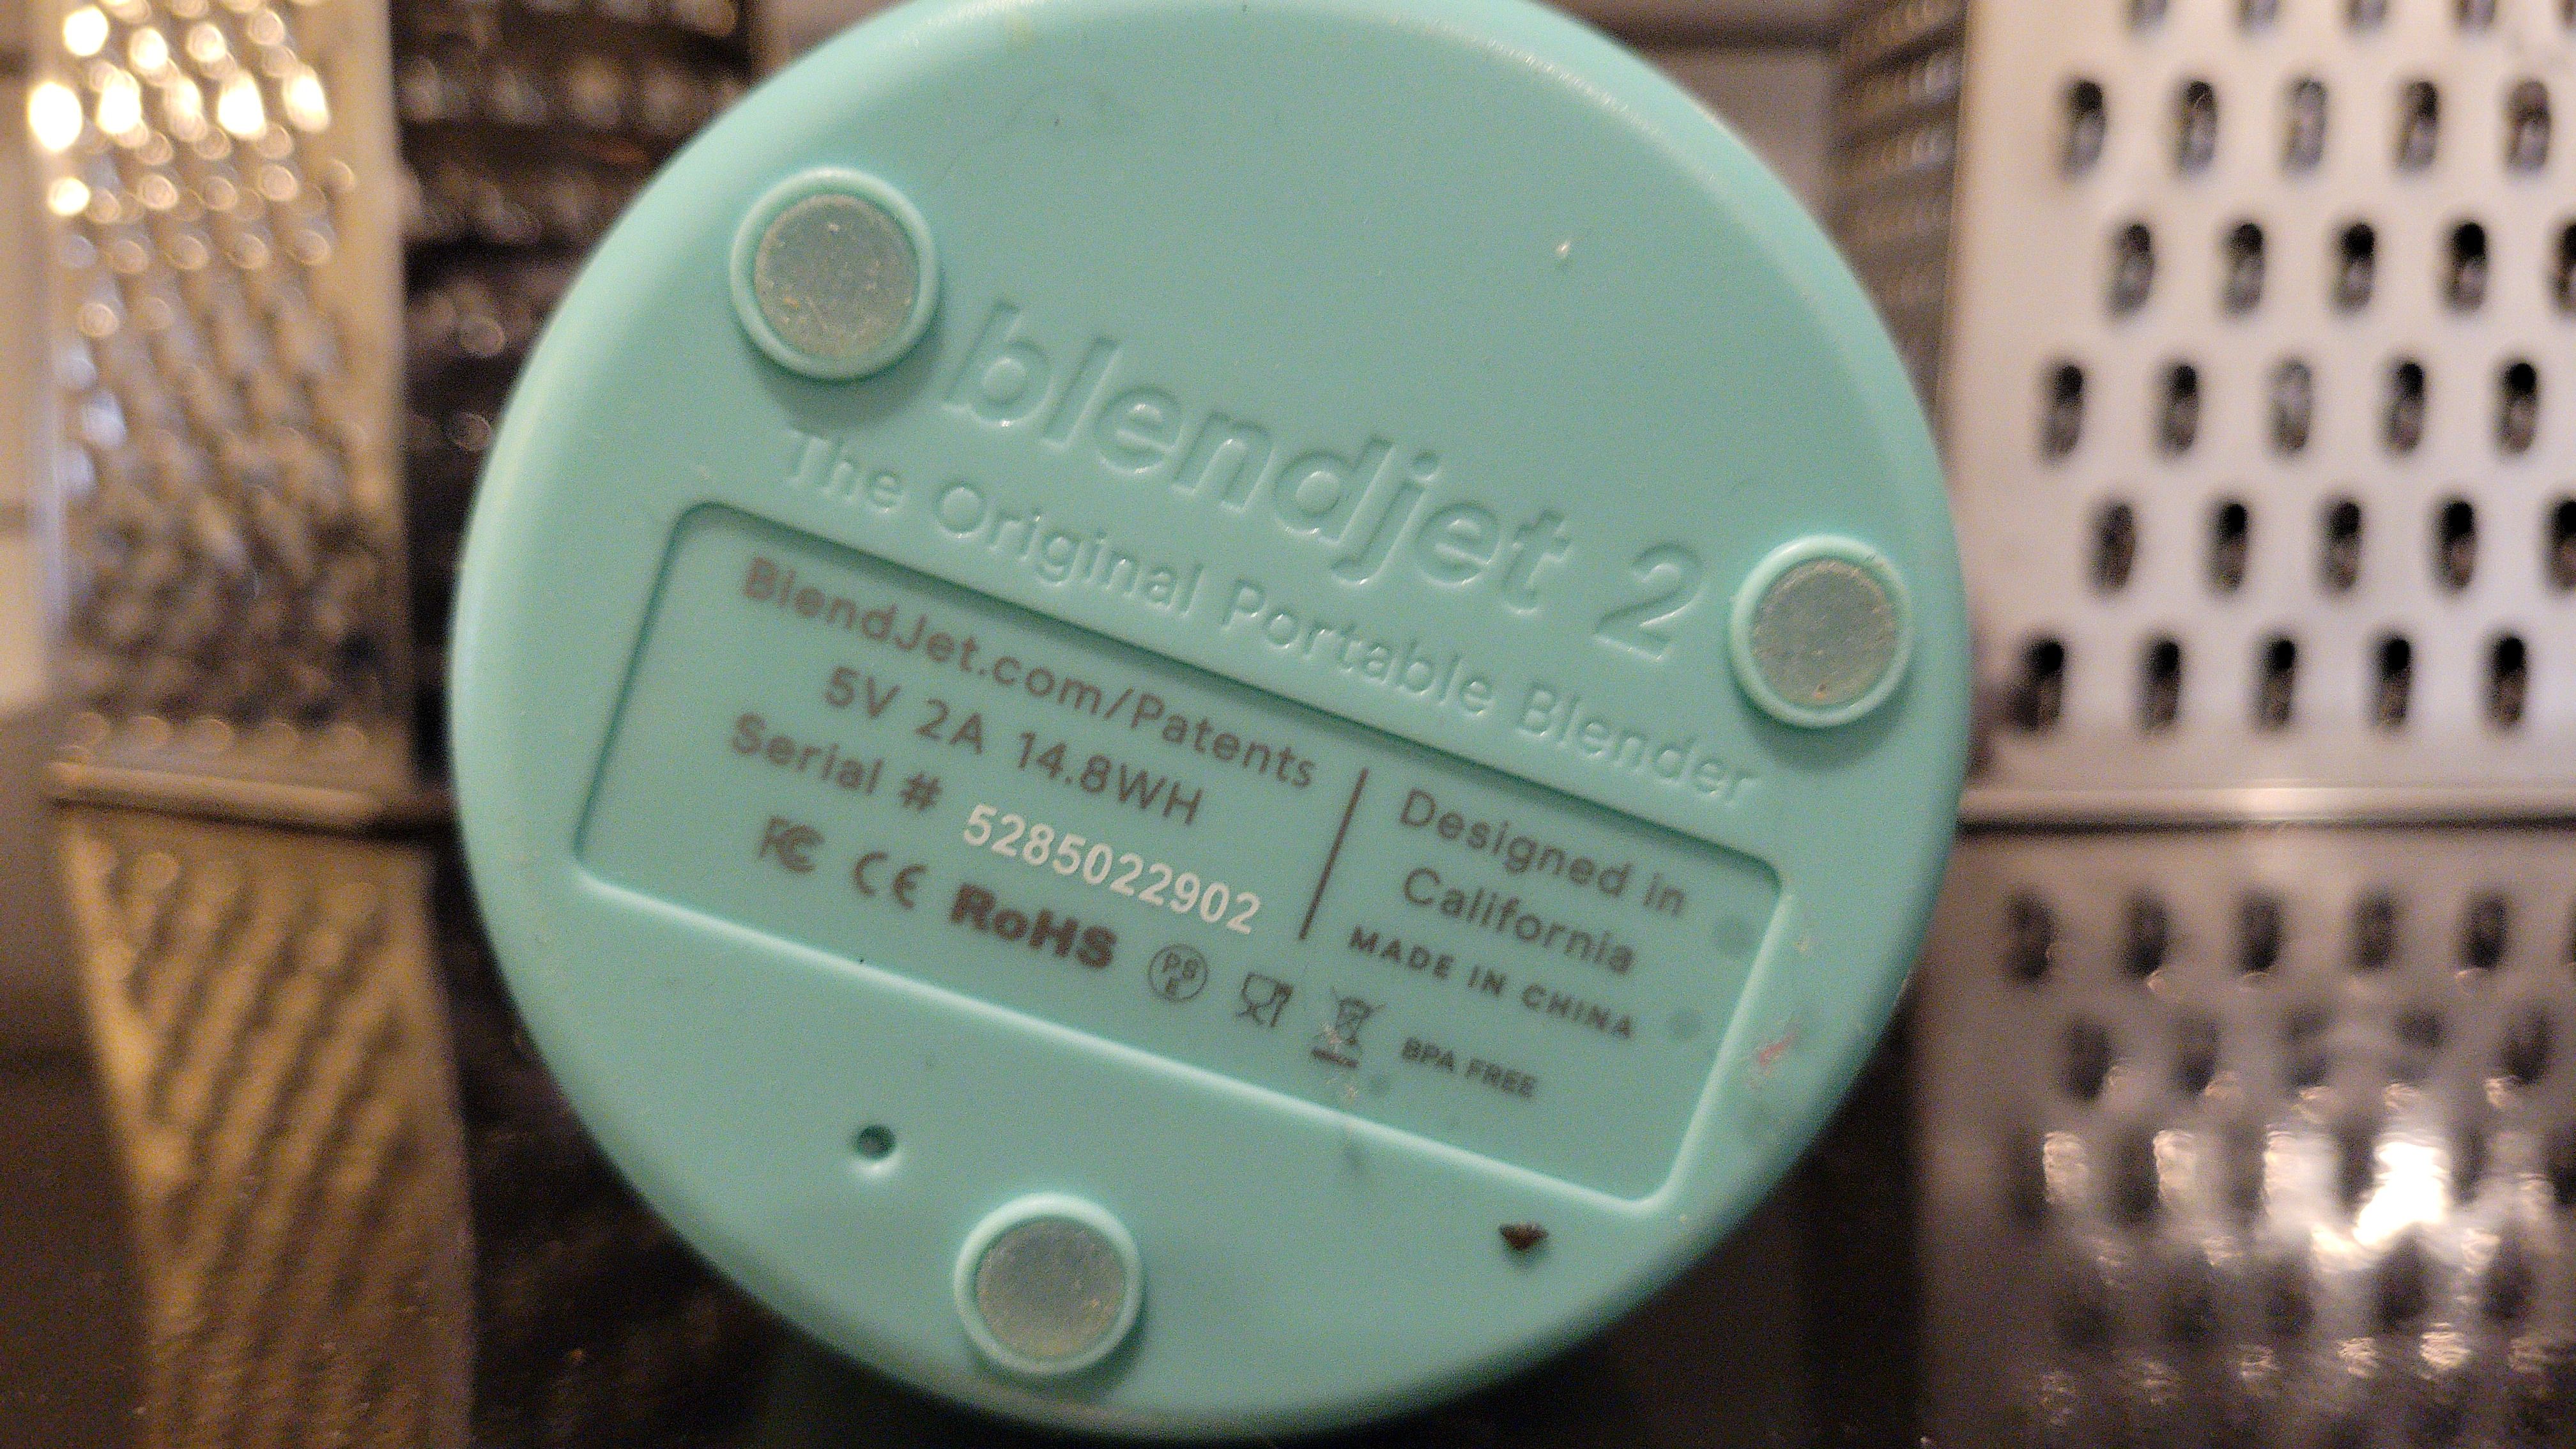 blendjet 2
The Original Portable Blender
BlendJet.com/Patents
5V 2A 14.8WH
Serial # 5285022902
FC CE RoHS PSE
Designed in
California
MADE IN CHINA
BPA FREE